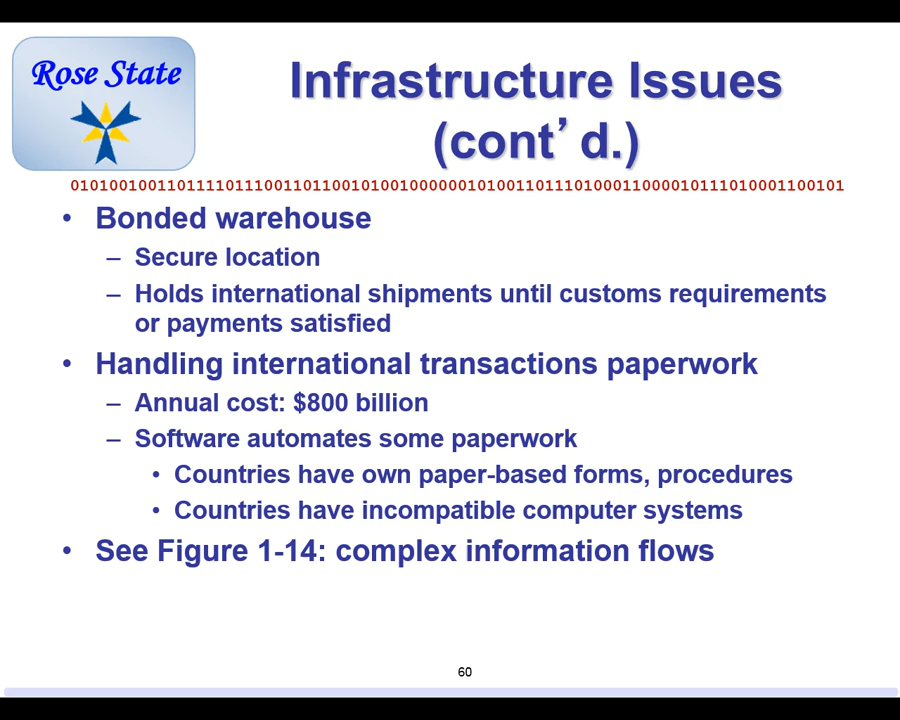 Rose State
Infrastructure Issues
(cont’d.)
01010010011011110111001101100101001000000101001101110100011000010111010001100101
• Bonded warehouse
– Secure location
– Holds international shipments until customs requirements
or payments satisfied
• Handling international transactions paperwork
– Annual cost: $800 billion
– Software automates some paperwork
• Countries have own paper-based forms, procedures
• Countries have incompatible computer systems
• See Figure 1-14: complex information flows
60